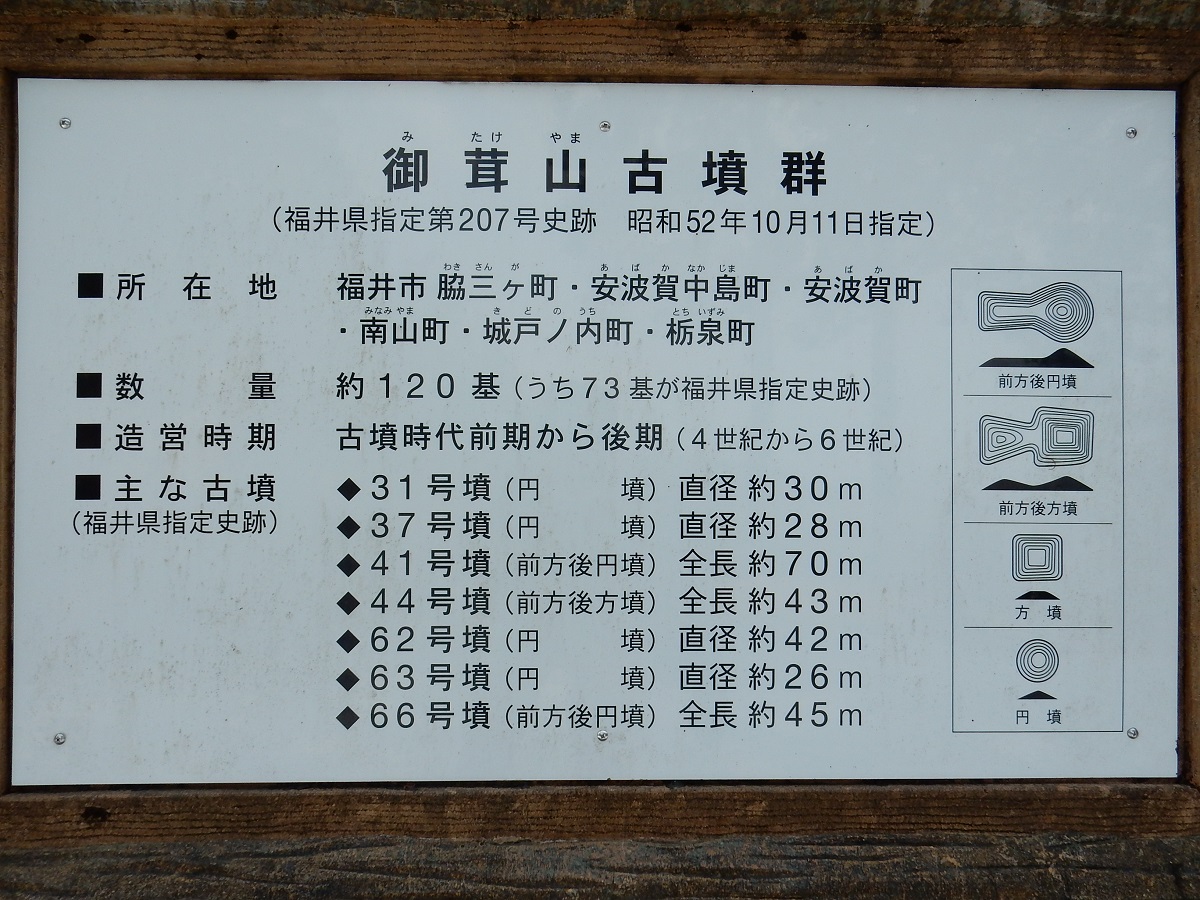 み たけ やま
御茸山古墳群
(福井県指定第207号史跡 昭和52年10月11日指定)
わき さん が あ ば か なか じま あ ば か
■所在地 福井市脇三ヶ町・安波賀中島町・安波賀町
みなみ やま き ど の うち とち いずみ
・南山町・城戸ノ内町・栃泉町
■数量 約120基(うち73基が福井県指定史跡)
■造営時期 古墳時代前期から後期(4世紀から6世紀)
■主な古墳 ◆31号墳(円墳)直径約30m
(福井県指定史跡) ◆37号墳(円墳)直径約28m
◆41号墳(前方後円墳)全長約70m
◆44号墳(前方後方墳)全長約43m
◆62号墳(円墳)直径約42m
◆63号墳(円墳)直径約26m
◆66号墳(前方後円墳)全長約45m
前方後円墳
前方後方墳
方墳
円墳